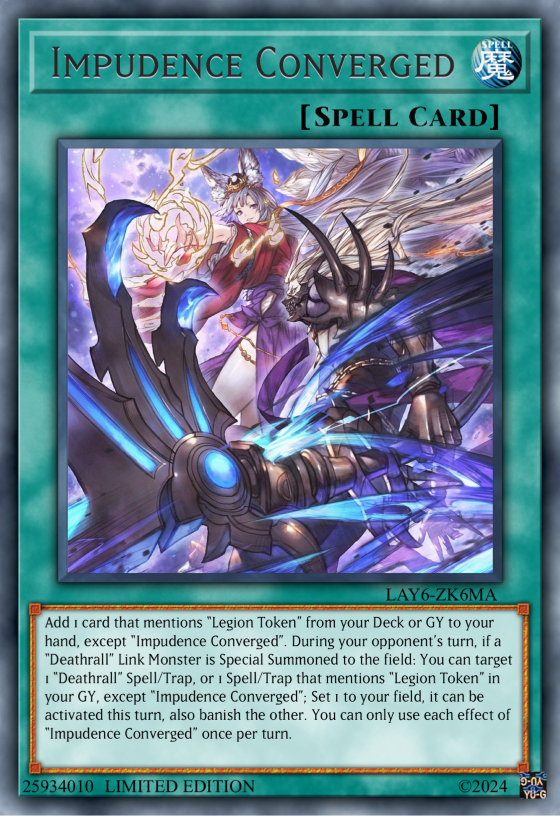 Impudence Converged
SPELL
魔
[Spell Card]
LAY6-ZK6MA
Add 1 card that mentions "Legion Token" from your Deck or GY to your
hand, except "Impudence Converged". During your opponent's turn, if a
"Deathrall" Link Monster is Special Summoned to the field: You can target
1 "Deathrall" Spell/Trap, or 1 Spell/Trap that mentions "Legion Token" in
your GY, except "Impudence Converged"; Set 1 to your field, it can be
activated this turn, also banish the other. You can only use each effect of
"Impudence Converged" once per turn.
25934010 LIMITED EDITION
©2024
YU-G